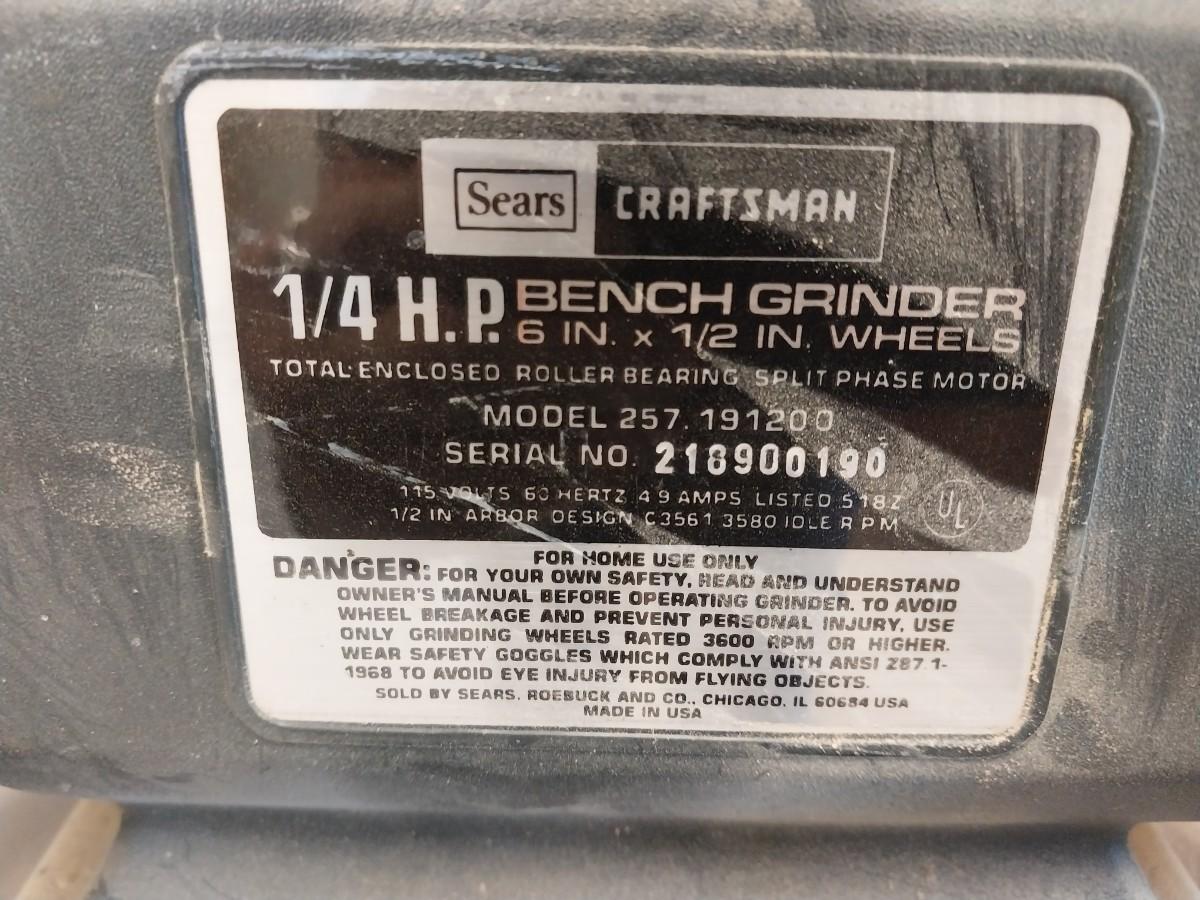 Sears CRAFTSMAN
1/4 H.P. BENCH GRINDER
6 IN. x 1/2 IN. WHEELS
TOTAL ENCLOSED ROLLER BEARING SPLIT PHASE MOTOR
MODEL 257.191200
SERIAL NO. 218900190
115 VOLTS 60 HERTZ 4.9 AMPS LISTED 518Z
1/2 IN ARBOR DESIGN C3561 3580 IDLE RPM
UL
FOR HOME USE ONLY
DANGER: FOR YOUR OWN SAFETY, READ AND UNDERSTAND
OWNER'S MANUAL BEFORE OPERATING GRINDER. TO AVOID
WHEEL BREAKAGE AND PREVENT PERSONAL INJURY, USE
ONLY GRINDING WHEELS RATED 3600 RPM OR HIGHER.
WEAR SAFETY GOGGLES WHICH COMPLY WITH ANSI Z87.1-
1968 TO AVOID EYE INJURY FROM FLYING OBJECTS.
SOLD BY SEARS, ROEBUCK AND CO., CHICAGO, IL 60684 USA
MADE IN USA